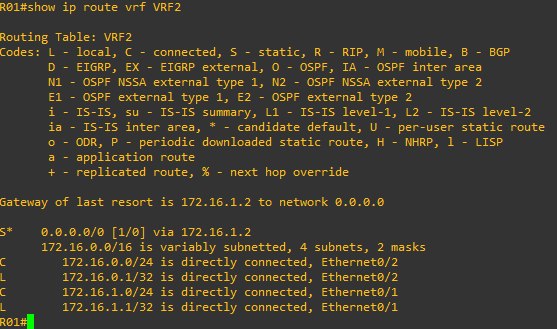 R01#show ip route vrf VRF2
Routing Table: VRF2
Codes: L - local, C - connected, S - static, R - RIP, M - mobile, B - BGP
D - EIGRP, EX - EIGRP external, O - OSPF, IA - OSPF inter area
N1 - OSPF NSSA external type 1, N2 - OSPF NSSA external type 2
E1 - OSPF external type 1, E2 - OSPF external type 2
i - IS-IS, su - IS-IS summary, L1 - IS-IS level-1, L2 - IS-IS level-2
ia - IS-IS inter area, * - candidate default, U - per-user static route
o - ODR, P - periodic downloaded static route, H - NHRP, l - LISP
a - application route
+ - replicated route, % - next hop override
Gateway of last resort is 172.16.1.2 to network 0.0.0.0
S* 0.0.0.0/0 [1/0] via 172.16.1.2
172.16.0.0/16 is variably subnetted, 4 subnets, 2 masks
C 172.16.0.0/24 is directly connected, Ethernet0/2
L 172.16.0.1/32 is directly connected, Ethernet0/2
C 172.16.1.0/24 is directly connected, Ethernet0/1
L 172.16.1.1/32 is directly connected, Ethernet0/1
R01#